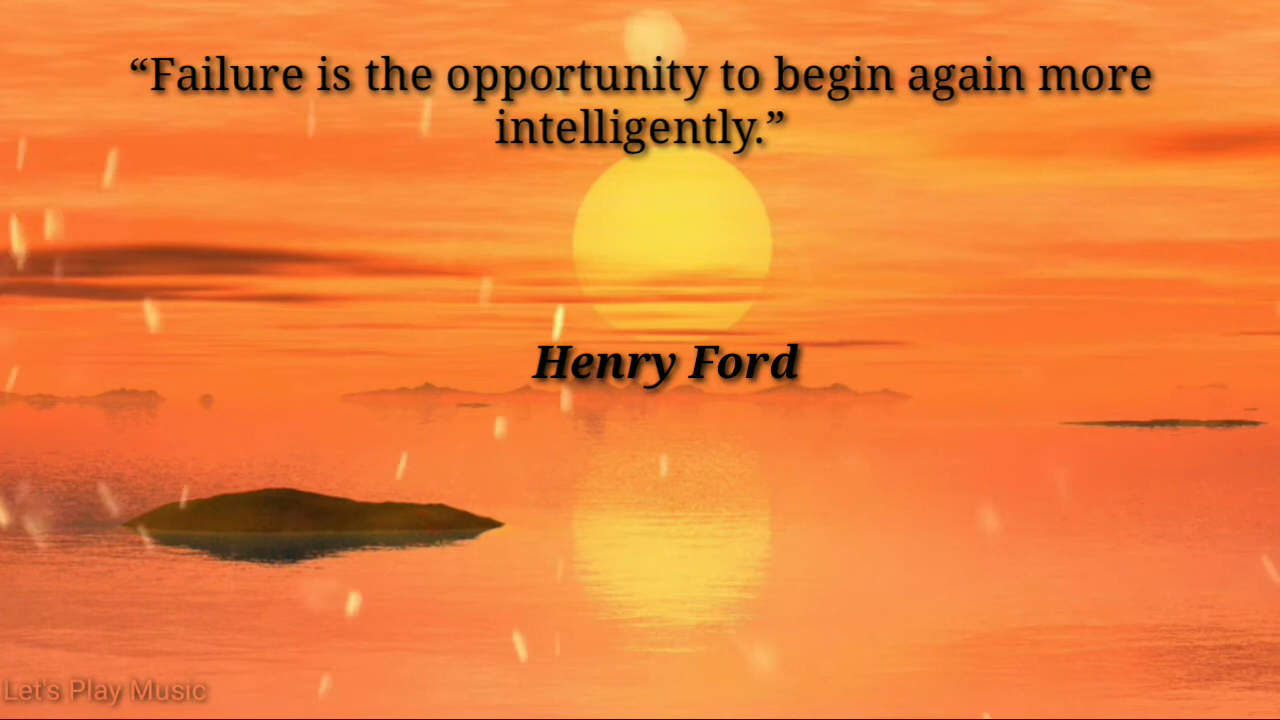 “Failure is the opportunity to begin again more
intelligently.”
Henry Ford
Let's Play Music